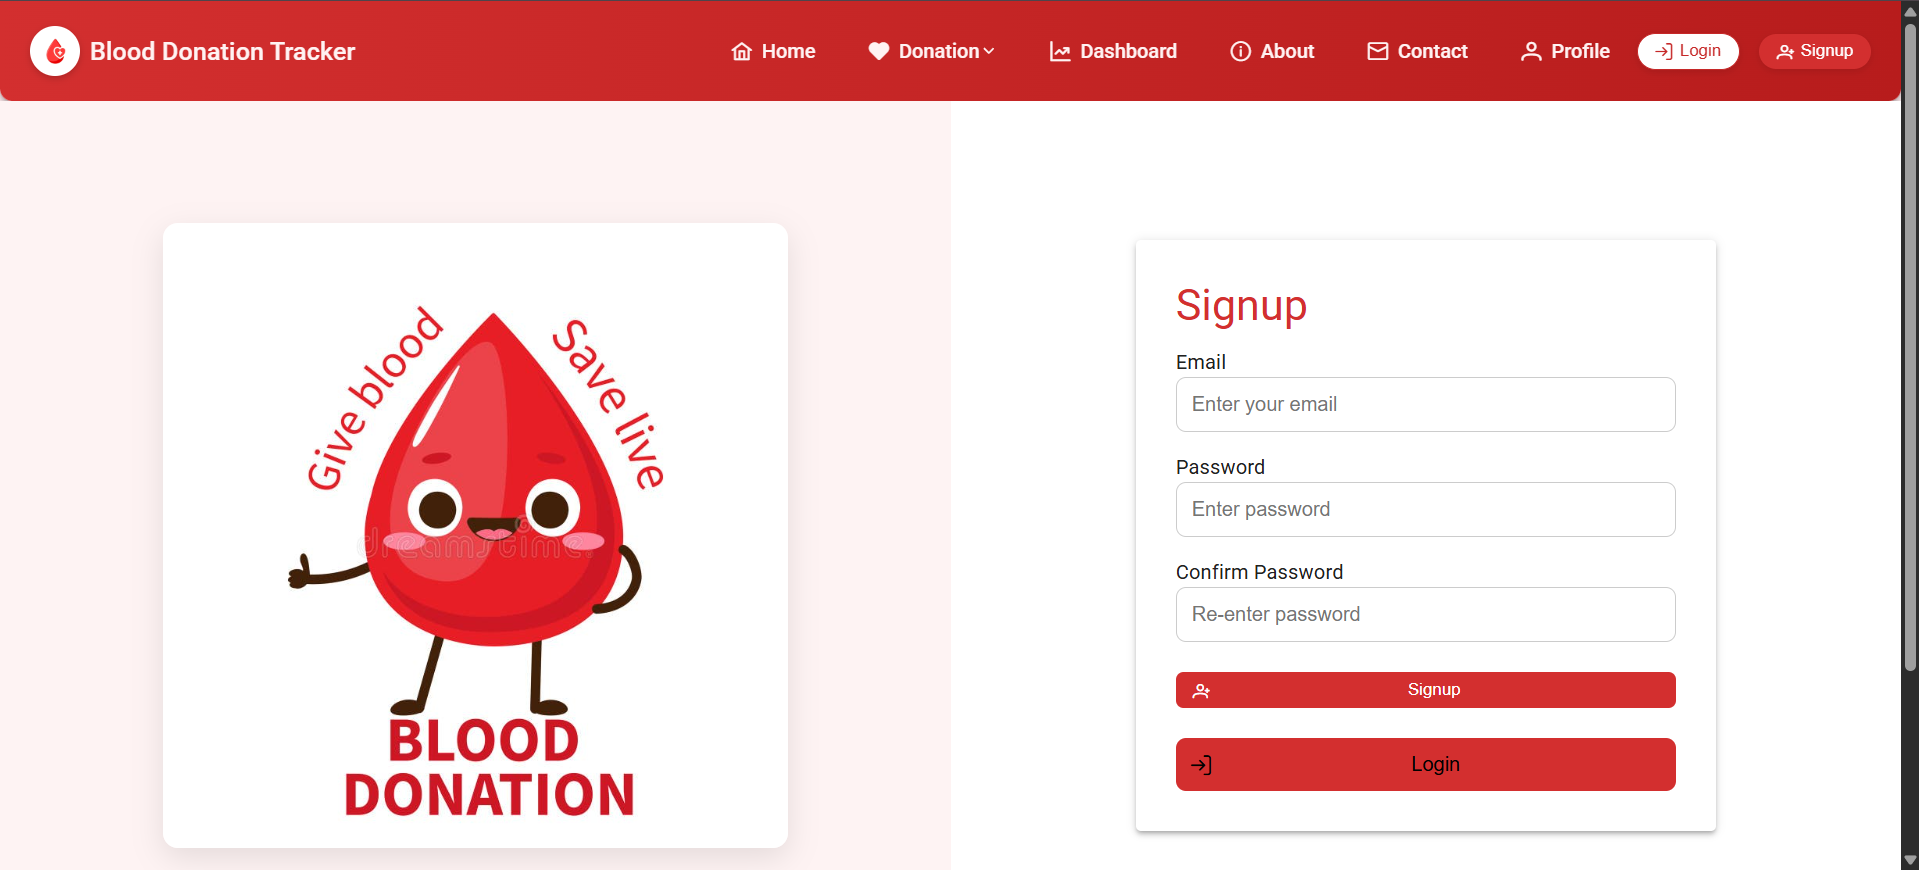 Blood Donation Tracker
Home
Donation
Dashboard
About
Contact
Profile
Login
Signup
Give blood
Save live
dreamstime.
BLOOD
DONATION
Signup
Email
Enter your email
Password
Enter password
Confirm Password
Re-enter password
Signup
Login